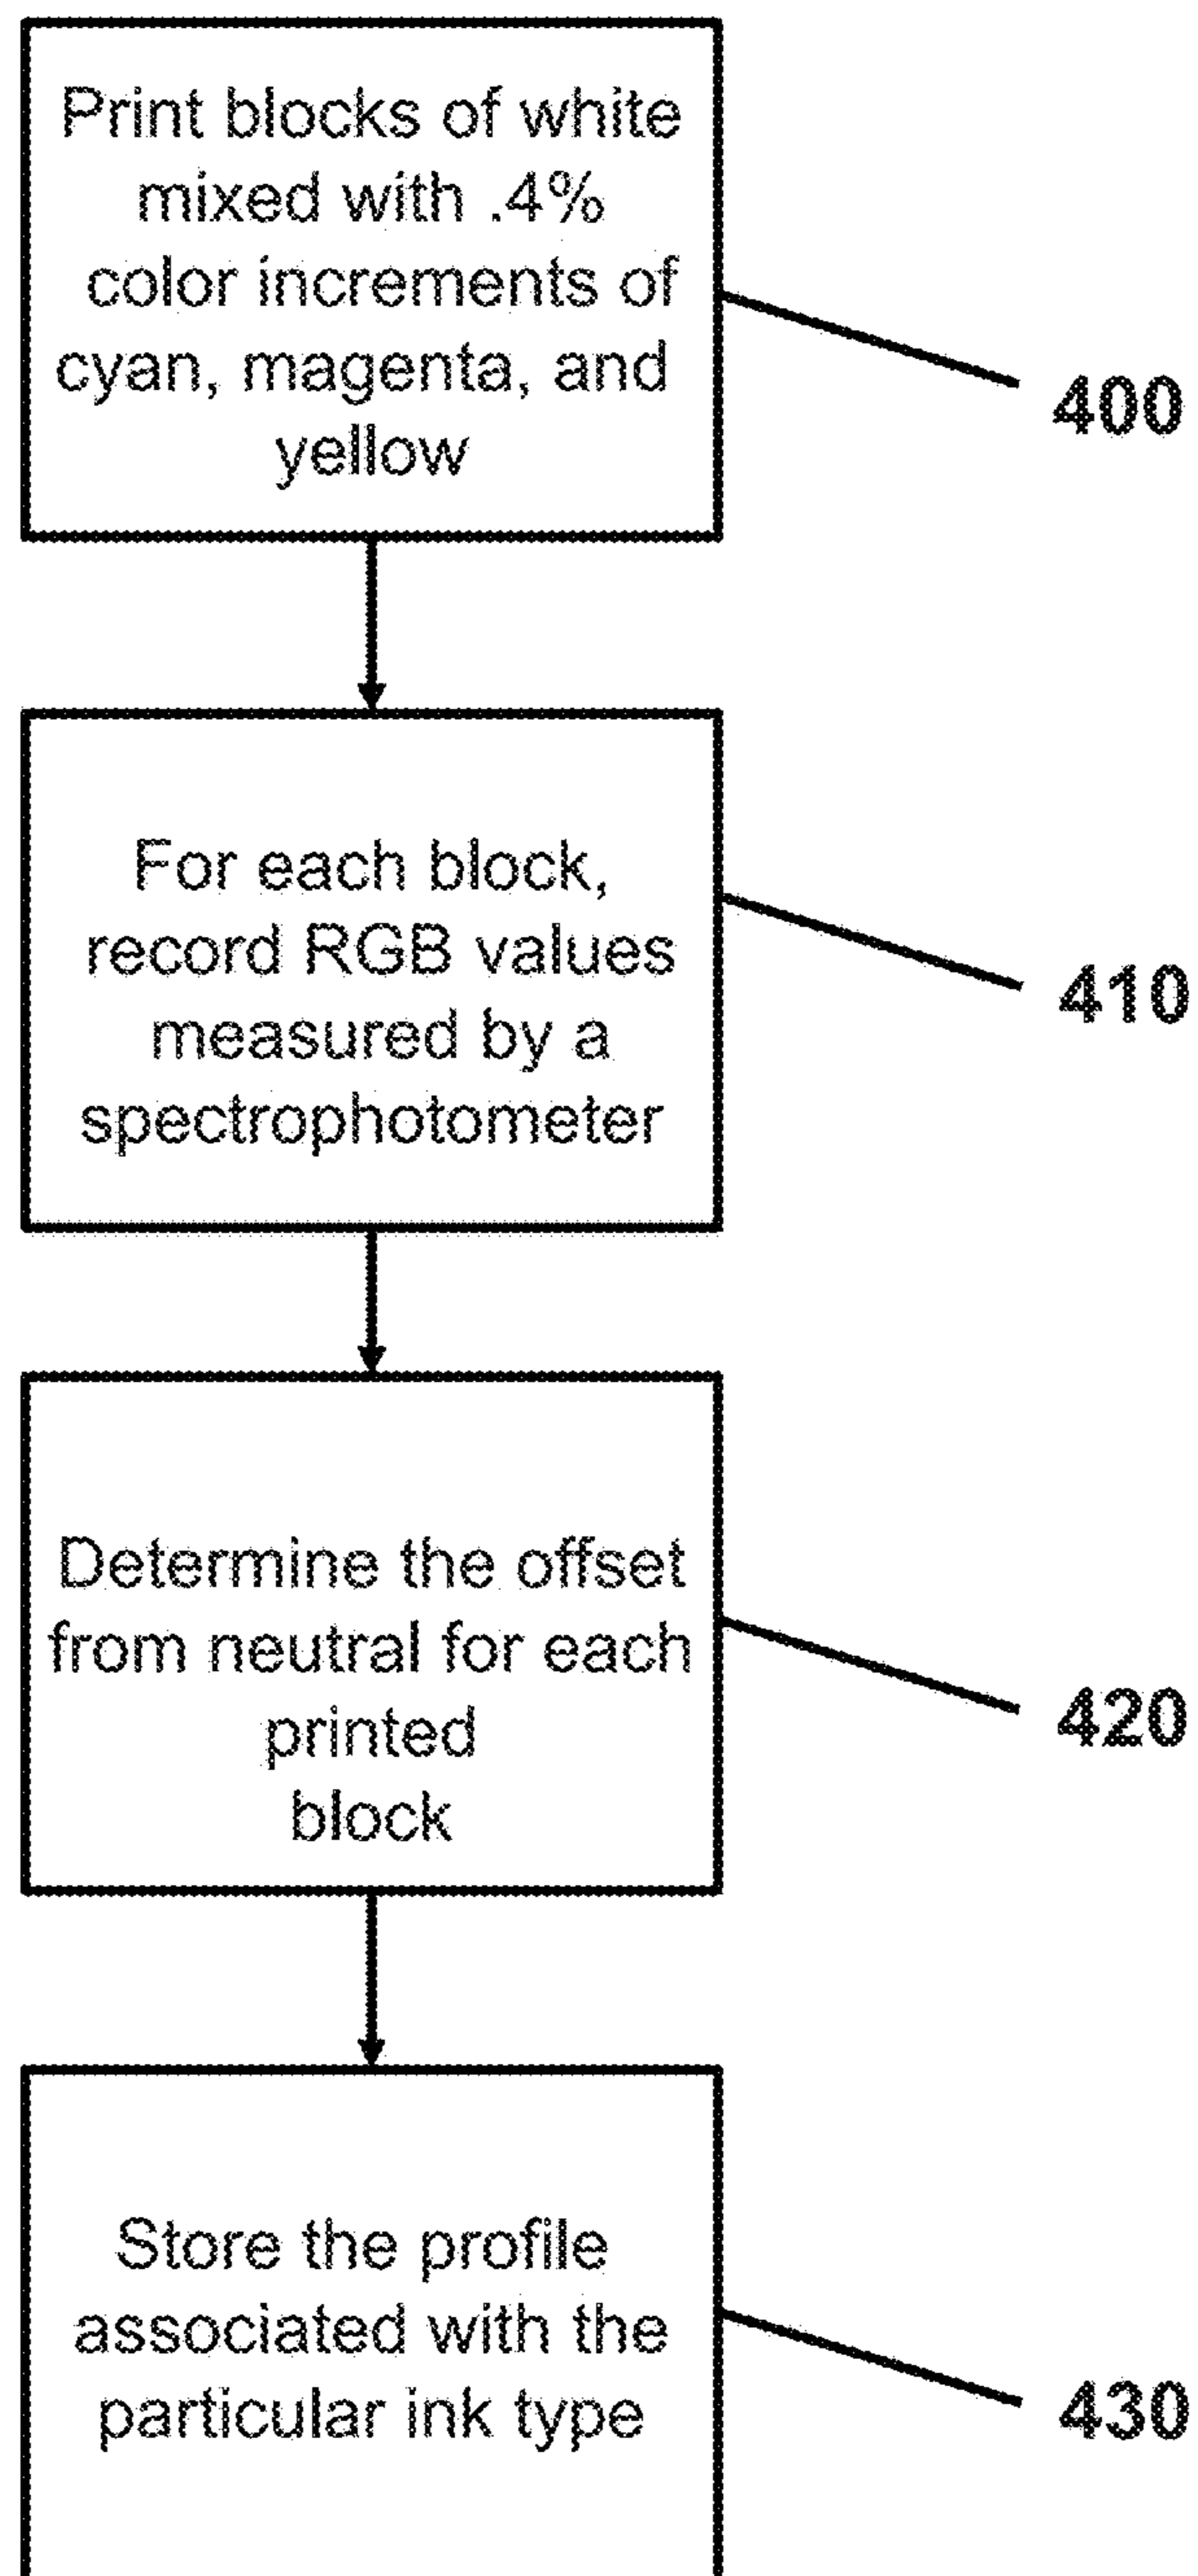 Print blocks of white
mixed with .4%
color increments of
cyan, magenta, and
yellow
400
For each block,
record RGB values
measured by a
spectrophotometer
410
Determine the offset
from neutral for each
printed
block
420
Store the profile
associated with the
particular ink type
430